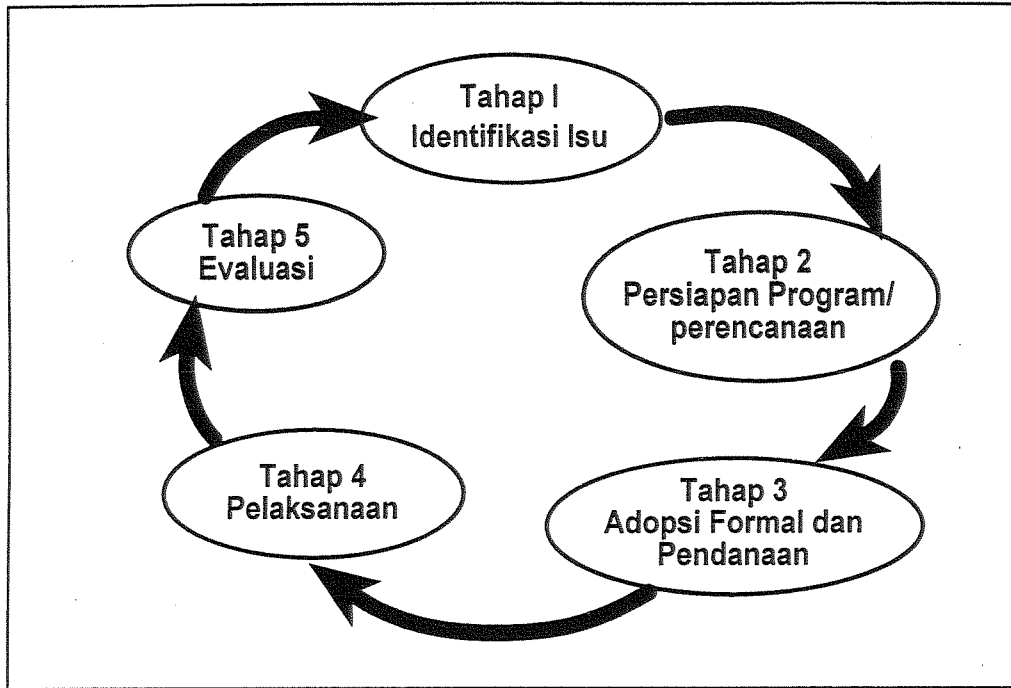 Tahap I
Identifikasi Isu
Tahap 2
Persiapan Program/
perencanaan
Tahap 3
Adopsi Formal dan
Pendanaan
Tahap 4
Pelaksanaan
Tahap 5
Evaluasi